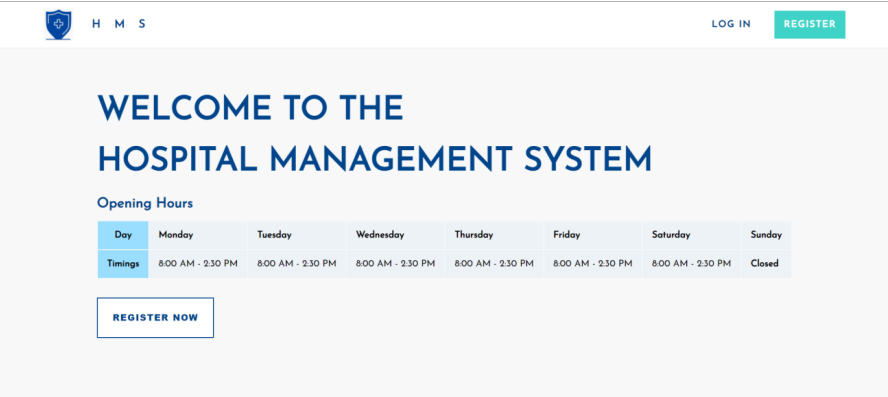 H M S LOG IN REGISTER
WELCOME TO THE
HOSPITAL MANAGEMENT SYSTEM
Opening Hours
Day Monday Tuesday Wednesday Thursday Friday Saturday Sunday
Timings 8:00 AM - 2:30 PM 8:00 AM - 2:30 PM 8:00 AM - 2:30 PM 8:00 AM - 2:30 PM 8:00 AM - 2:30 PM 8:00 AM - 2:30 PM Closed
REGISTER NOW